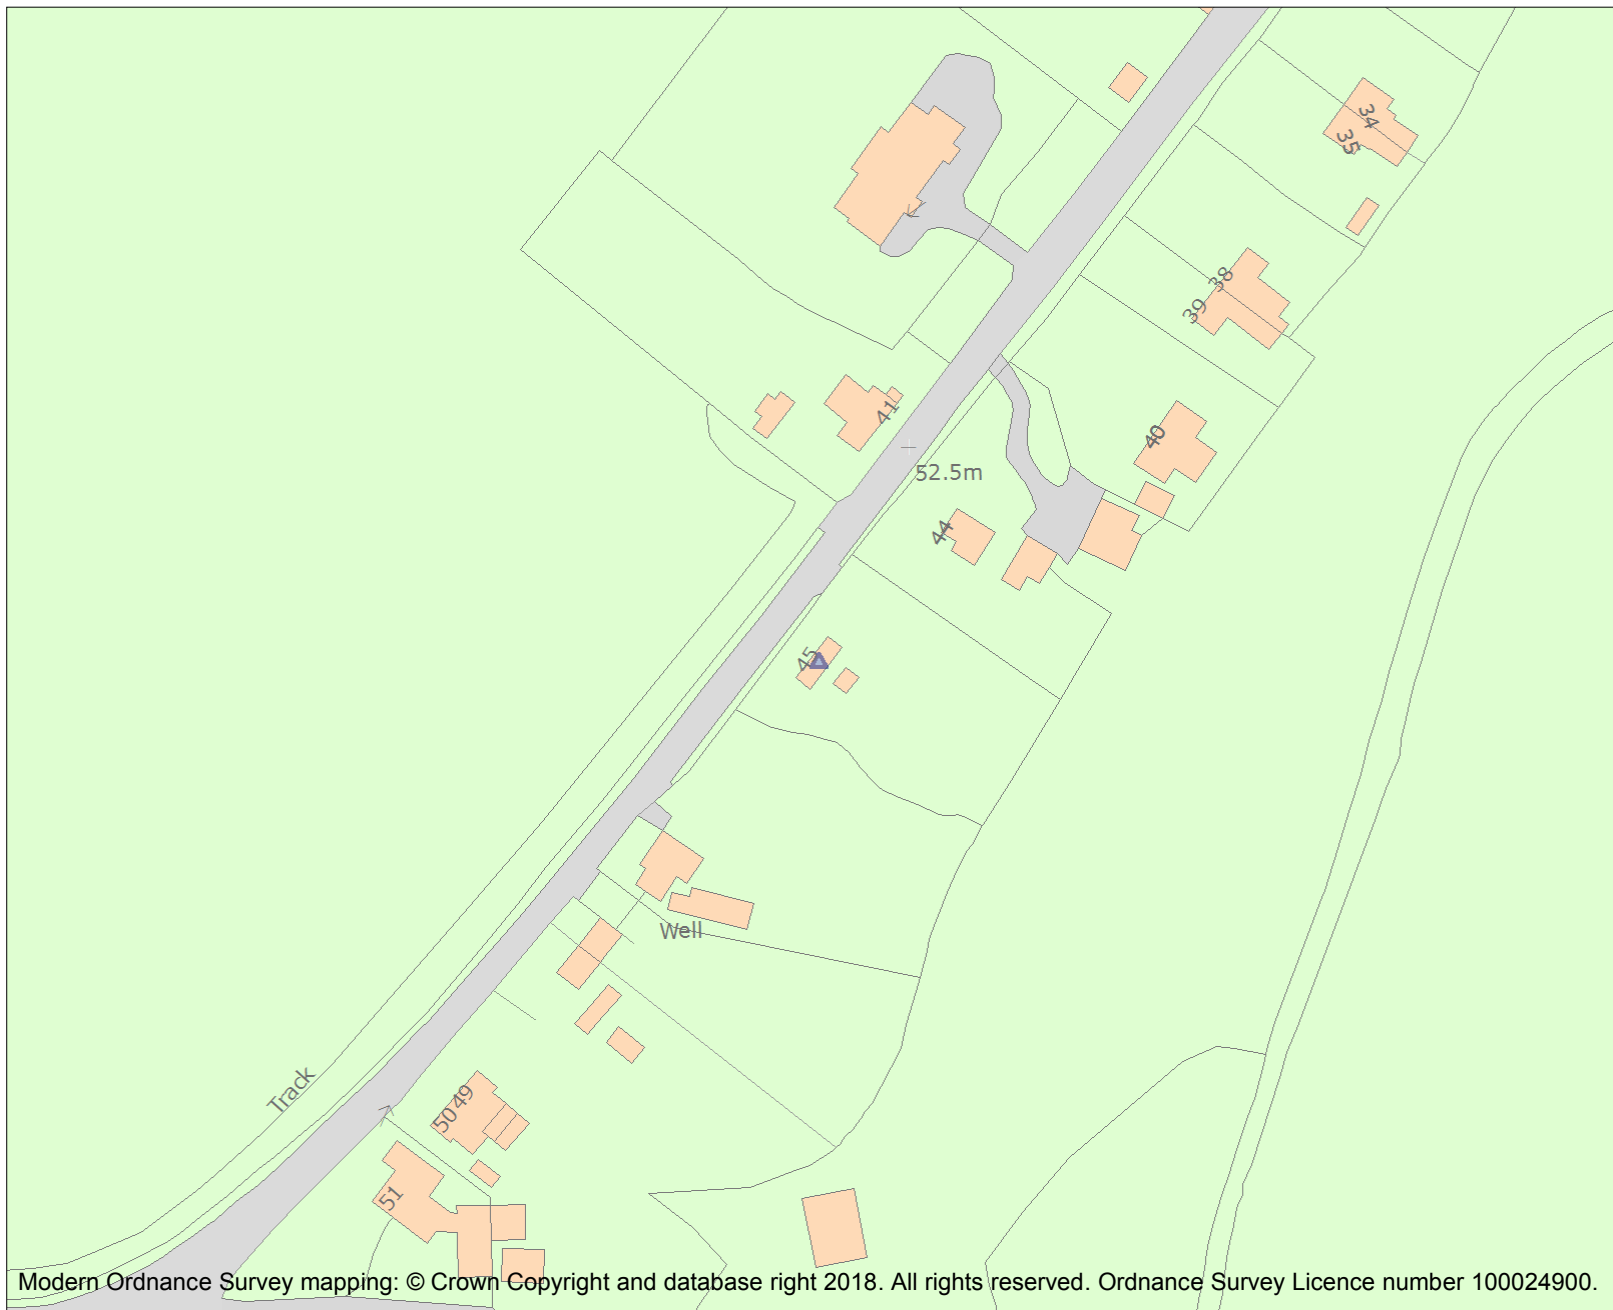 34
35
38
39
41
40
52.5m
44
45
Well
Track
49
50
51
Modern Ordnance Survey mapping: © Crown Copyright and database right 2018. All rights reserved. Ordnance Survey Licence number 100024900.